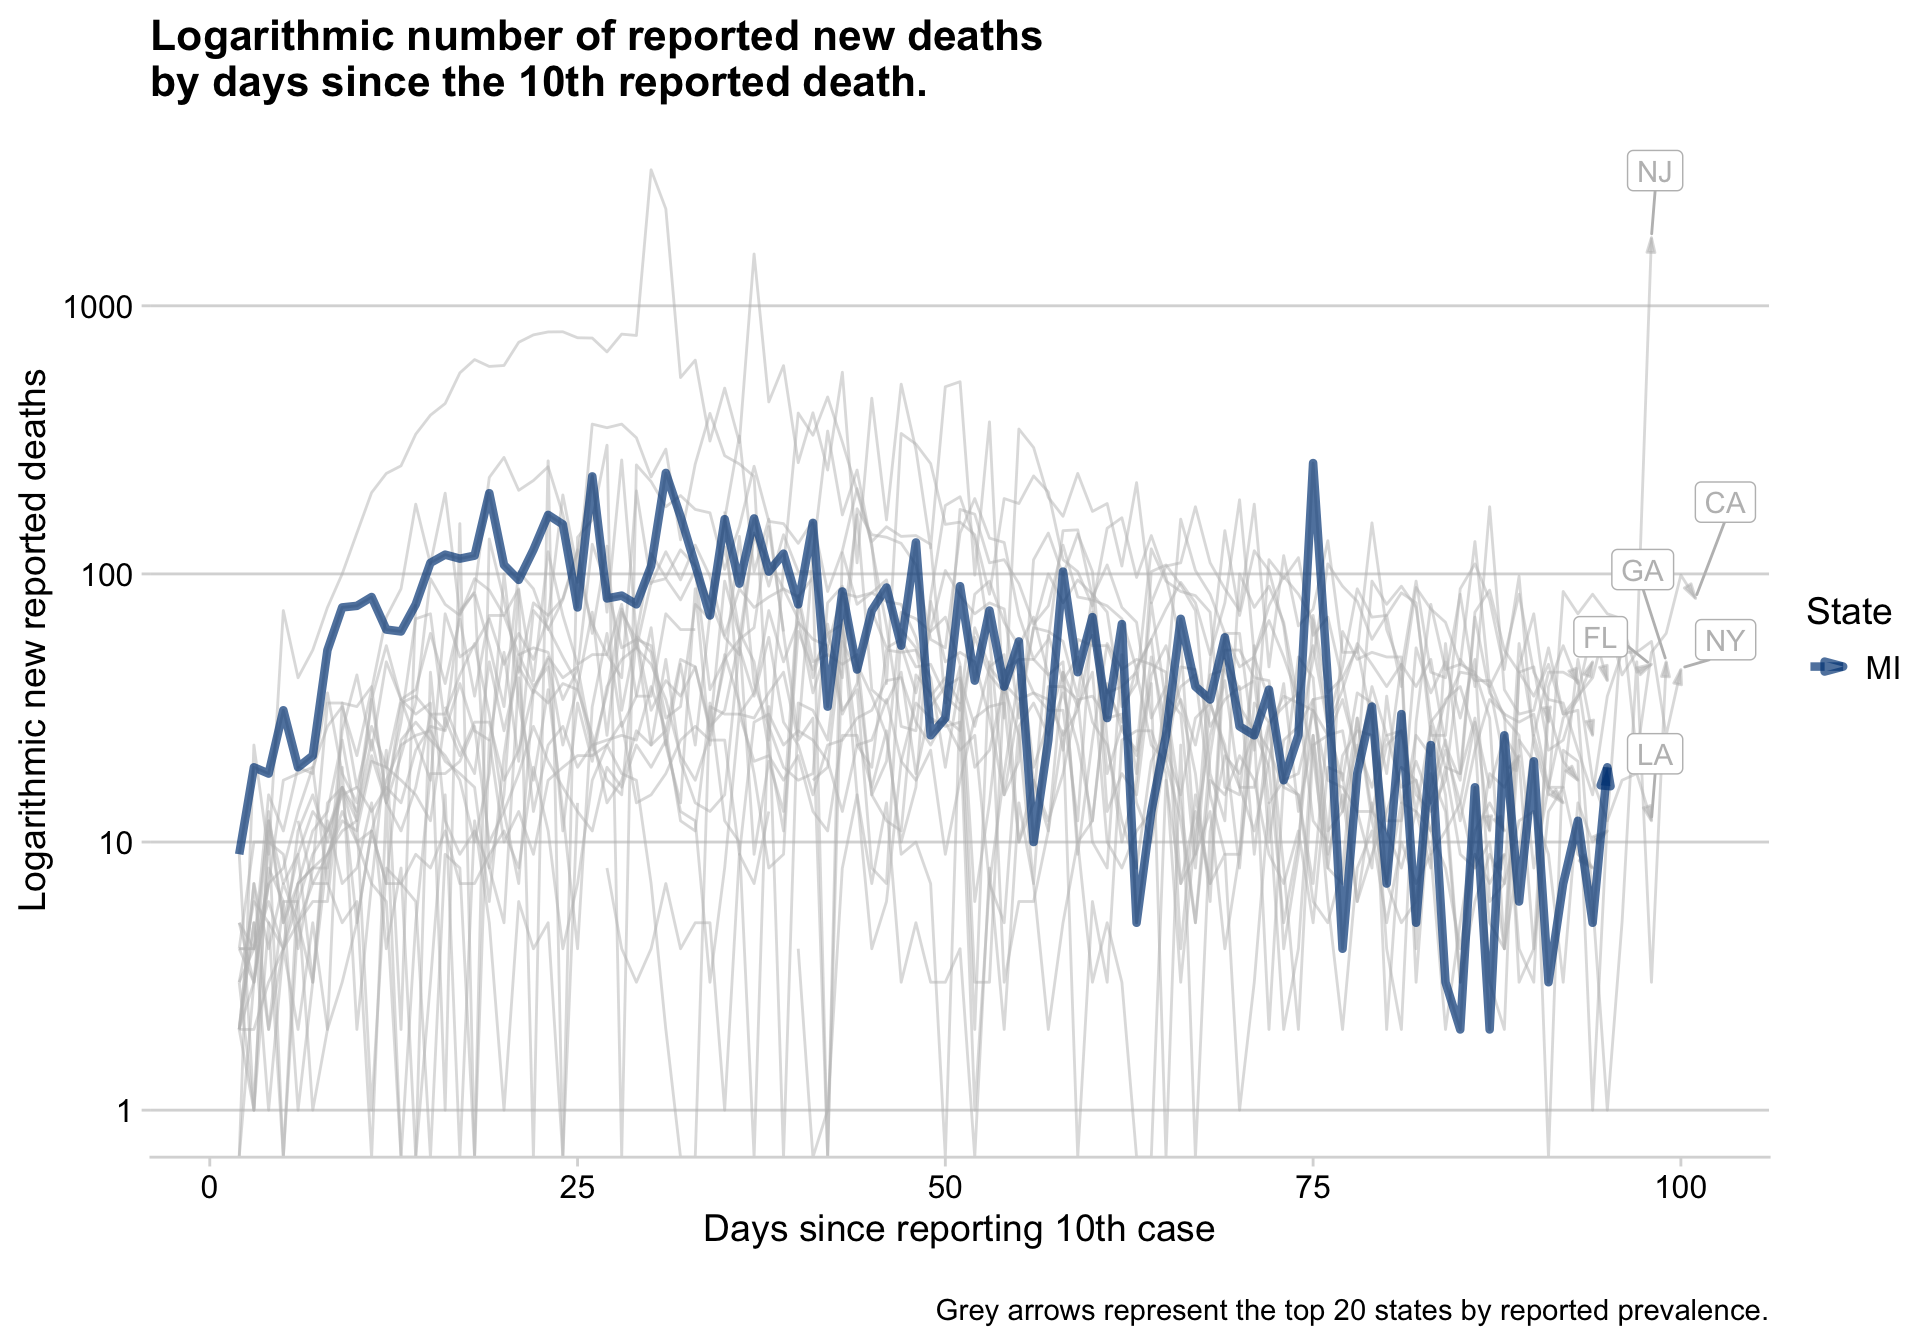 Logarithmic number of reported new deaths
by days since the 10th reported death.
NJ
1000
CA
100
GA
FL
NY
State
MI
LA
10
1
Logarithmic new reported deaths
0
25
50
75
100
Days since reporting 10th case
Grey arrows represent the top 20 states by reported prevalence.